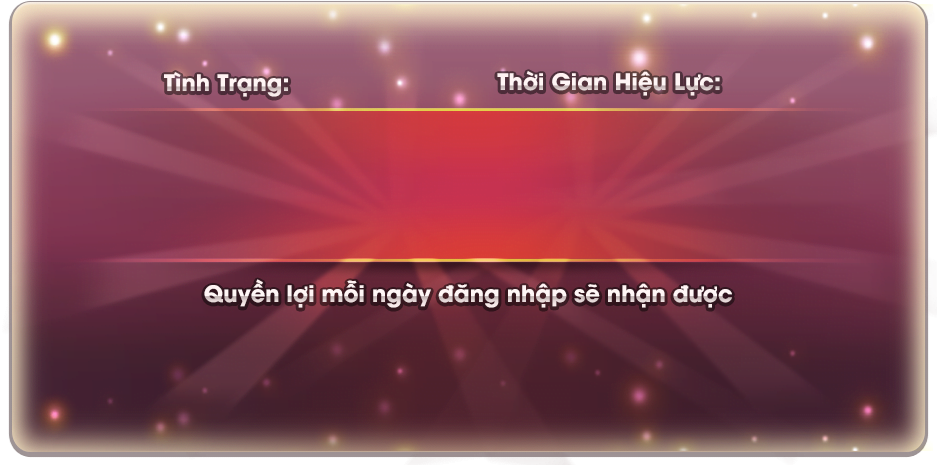 Tình Trạng:
Thời Gian Hiệu Lực:
Quyền lợi mỗi ngày đăng nhập sẽ nhận được